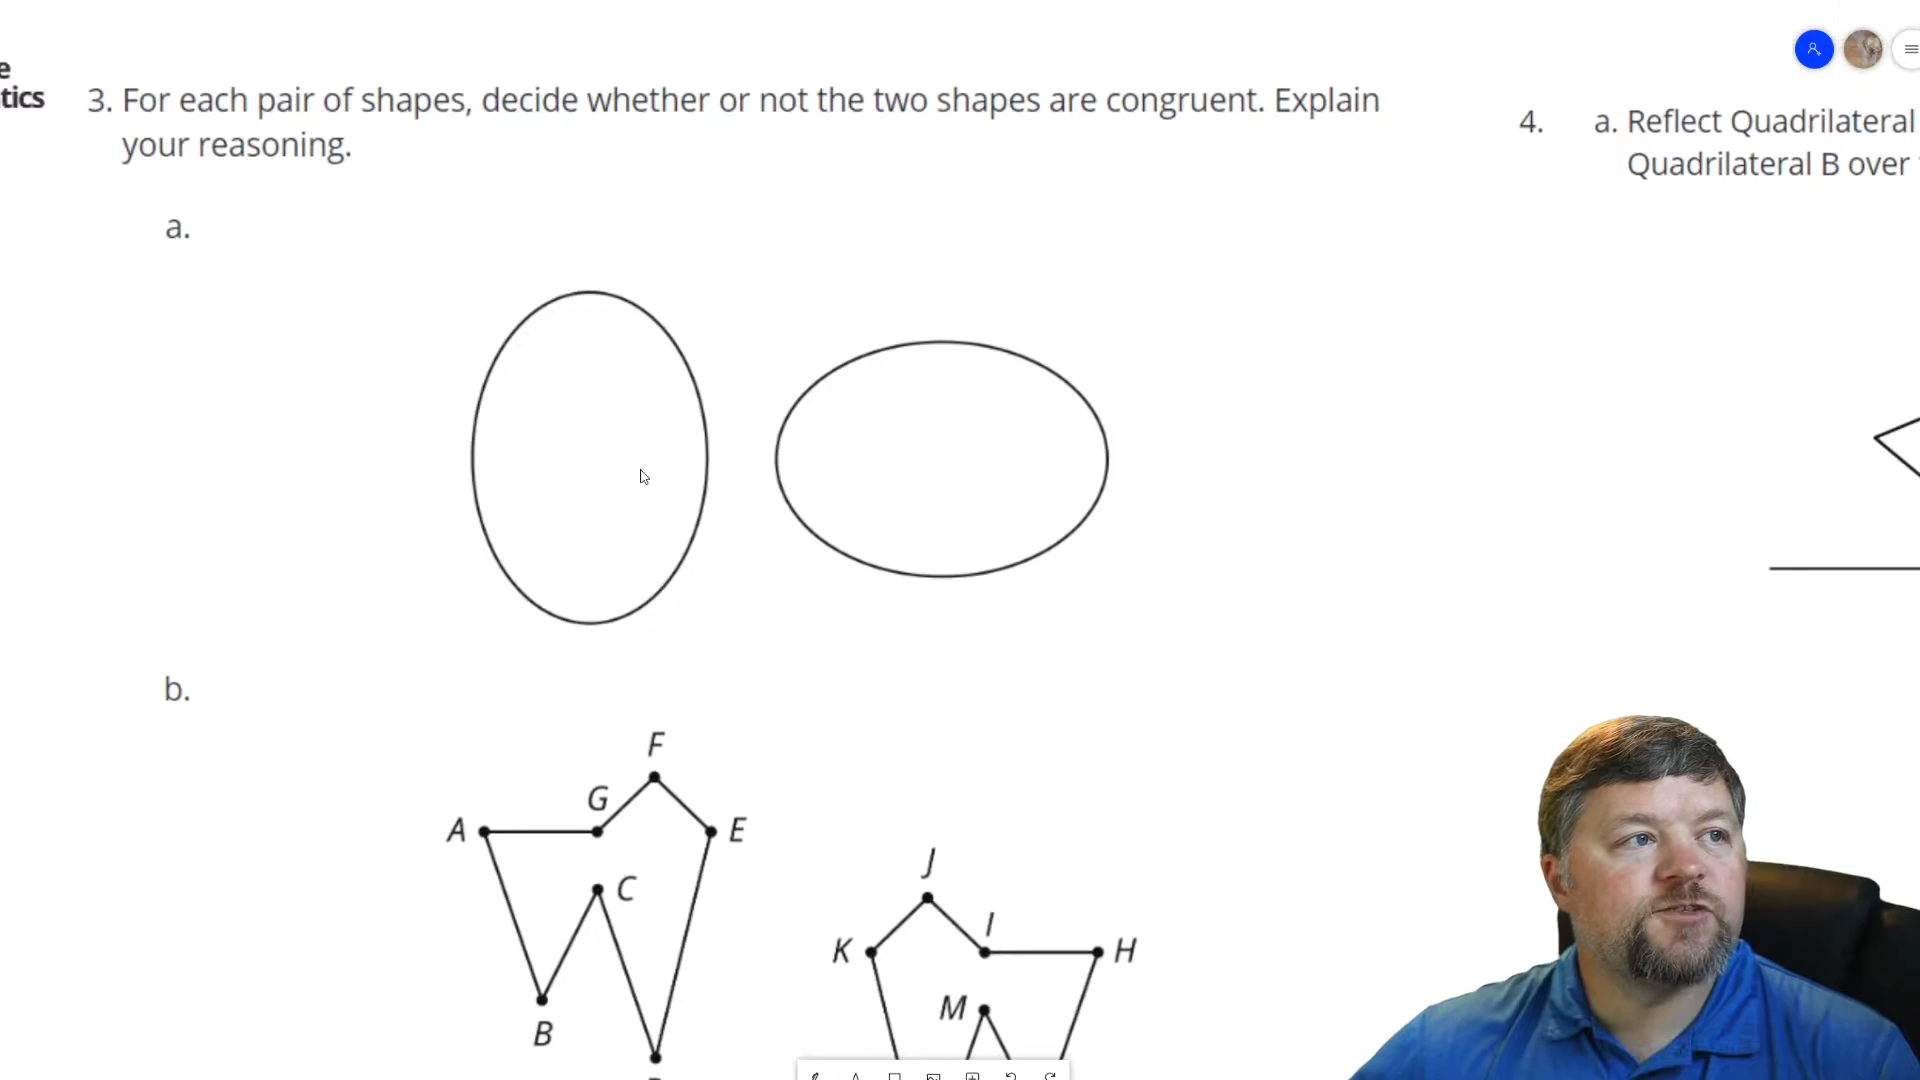 e
tics
3. For each pair of shapes, decide whether or not the two shapes are congruent. Explain
your reasoning.
a.
b.
F
G
A
E
C
B
J
I
K
H
M
4. a. Reflect Quadrilateral
Quadrilateral B over